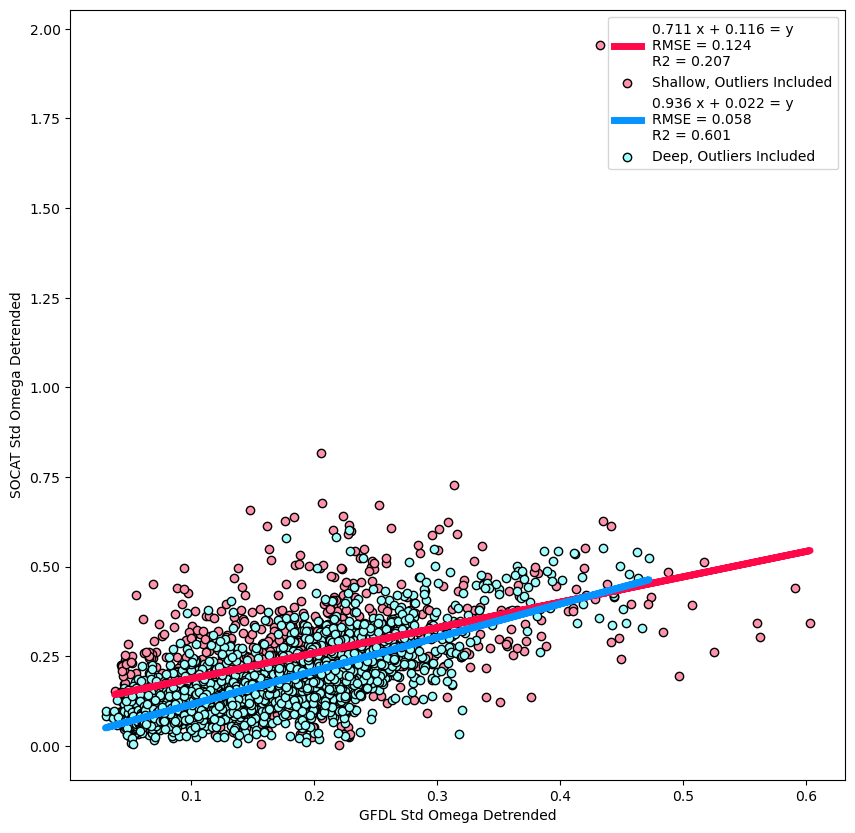 0.711 x + 0.116 = y
RMSE = 0.124
R2 = 0.207
Shallow, Outliers Included
0.936 x + 0.022 = y
RMSE = 0.058
R2 = 0.601
Deep, Outliers Included
2.00
1.75
1.50
1.25
1.00
0.75
0.50
0.25
0.00
SOCAT Std Omega Detrended
0.1
0.2
0.3
0.4
0.5
0.6
GFDL Std Omega Detrended